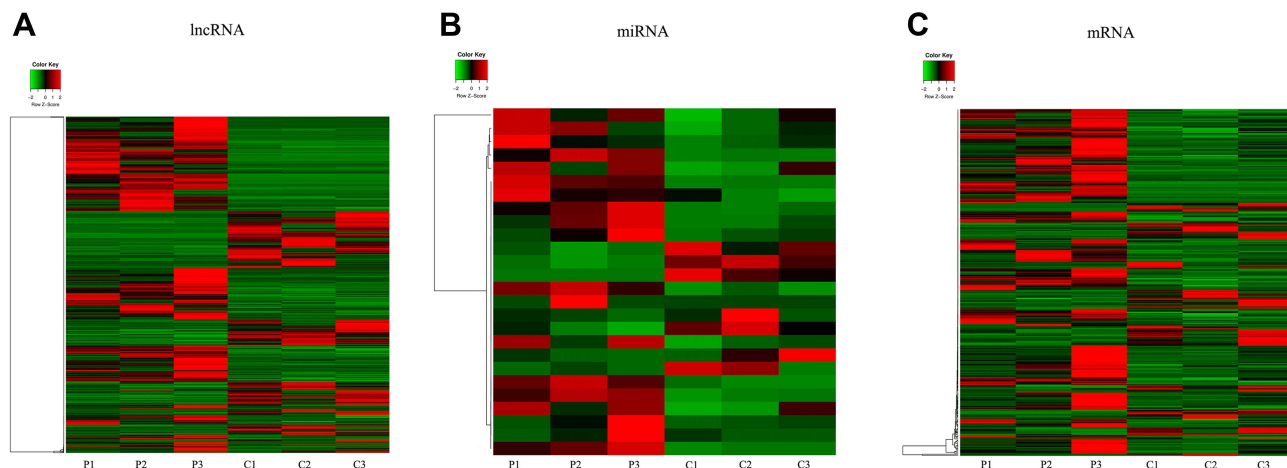 A
lncRNA
Color Key
-2 0 1 2
Row Z-Score
P1 P2 P3 C1 C2 C3
B
miRNA
Color Key
-2 0 1 2
Row Z-Score
P1 P2 P3 C1 C2 C3
C
mRNA
Color Key
-2 0 1 2
Row Z-Score
P1 P2 P3 C1 C2 C3